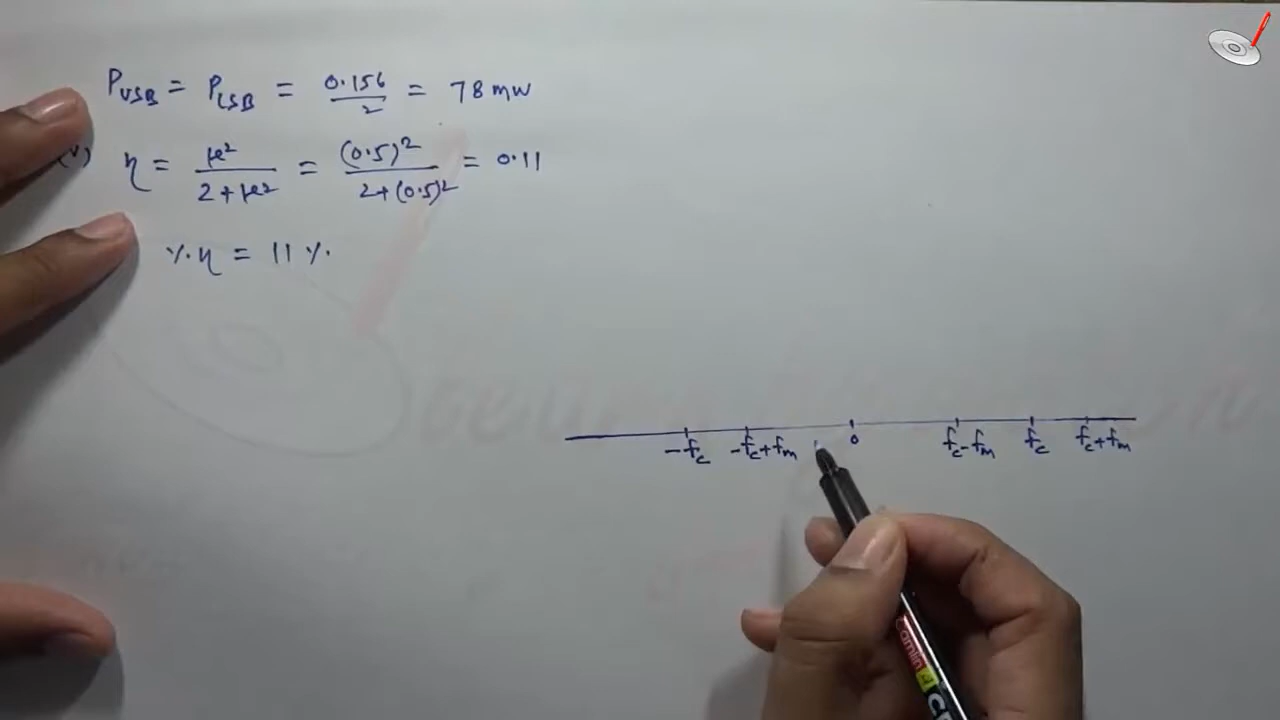 P_USB = P_LSB = 0.156/2 = 78 mW
η = μ²/2+μ² = (0.5)²/2+(0.5)² = 0.11
%η = 11%
-fc -fc+fm 0 fc-fm fc fc+fm
Camlin